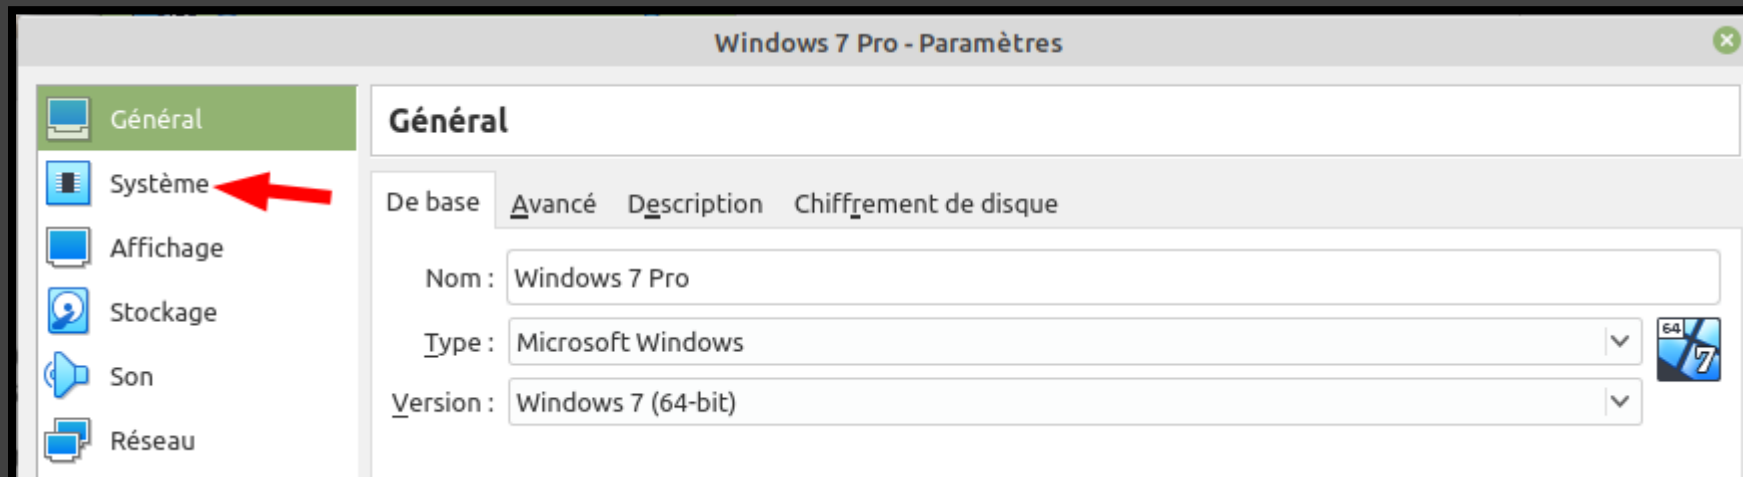 Windows 7 Pro - Paramètres
Général
Système
Affichage
Stockage
Son
Réseau
Général
De base Avancé Description Chiffrement de disque
Nom : Windows 7 Pro
Type : Microsoft Windows
64
7
Version : Windows 7 (64-bit)